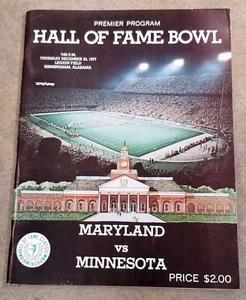 PREMIER PROGRAM
HALL OF FAME BOWL
THURSDAY DECEMBER 22, 1977
LEGION FIELD
BIRMINGHAM, ALABAMA
MARYLAND
VS
MINNESOTA
PRICE $2.00